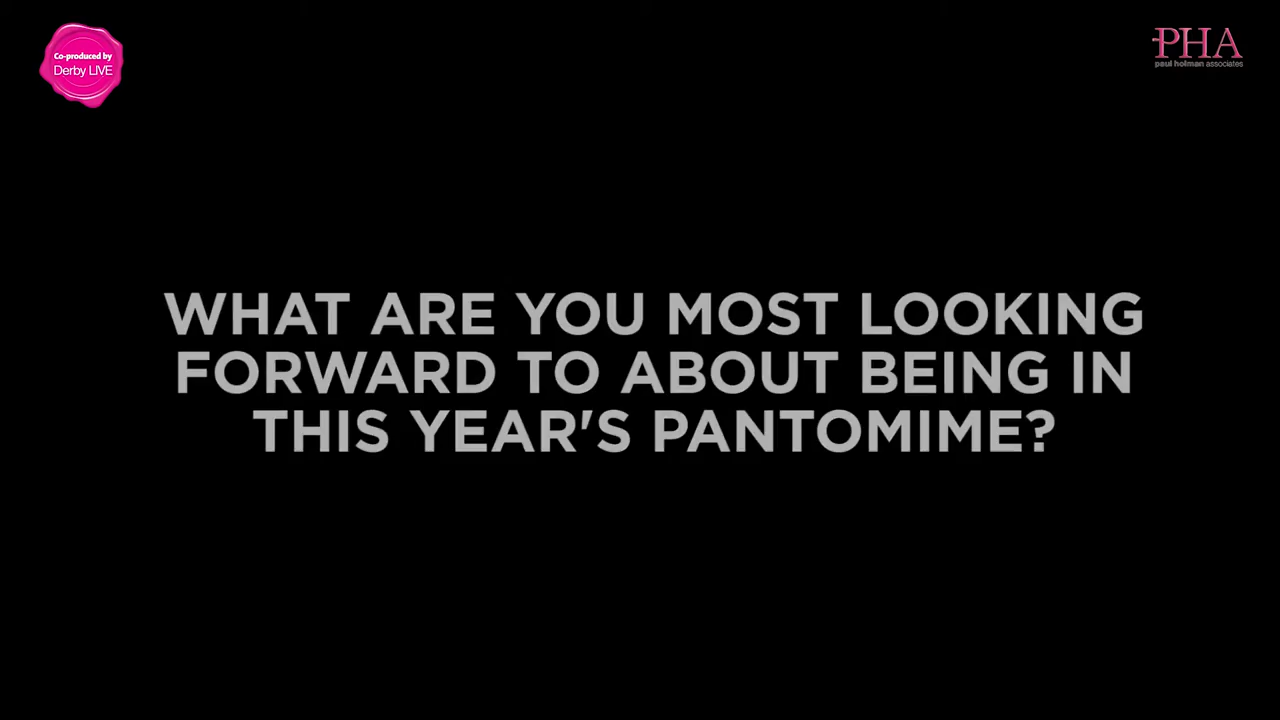 Co-produced by
Derby LIVE
PHA
paul holman associates
WHAT ARE YOU MOST LOOKING
FORWARD TO ABOUT BEING IN
THIS YEAR'S PANTOMIME?